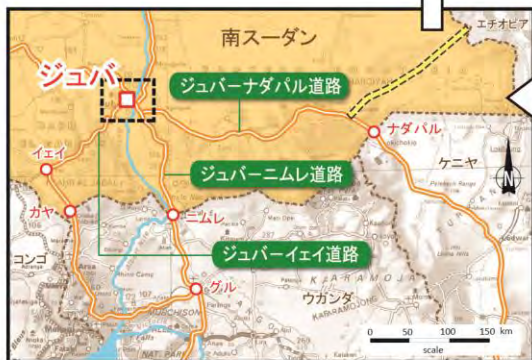 エチオピア
南スーダン
ジュバ
ジュバーナダパル道路
ナダパル
イェイ
ケニヤ
ジュバーニムレ道路
N
カヤ
ニムレ
コンゴ
ジュバーイェイ道路
グル
ウガンダ
KARAMOJA
0 50 100 150 km
scale